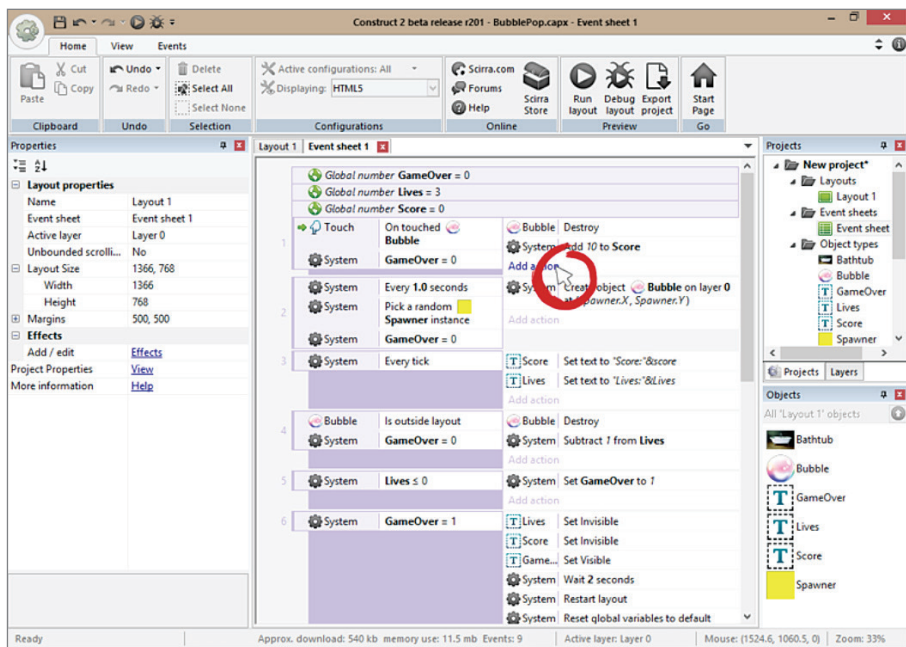 Construct 2 beta release r201 - BubblePop.capx - Event sheet 1
Home View Events
Paste
Cut
Copy
Clipboard
Undo
Redo
Undo
Delete
Select All
Select None
Selection
Active configurations: All
Displaying: HTML5
Configurations
Scirra.com
Forums
Help
Scirra Store
Online
Run layout
Debug layout
Export project
Preview
Start Page
Go
Properties
Layout properties
Name Layout 1
Event sheet Event sheet 1
Active layer Layer 0
Unbounded scrolli... No
Layout Size 1366, 768
Width 1366
Height 768
Margins 500, 500
Effects
Add / edit Effects
Project Properties View
More information Help
Layout 1 Event sheet 1
Global number GameOver = 0
Global number Lives = 3
Global number Score = 0
1
Touch On touched Bubble
System GameOver = 0
Bubble Destroy
System Add 10 to Score
Add action
2
System Every 1.0 seconds
System Pick a random Spawner instance
System GameOver = 0
System Create object Bubble on layer 0
at (Spawner.X, Spawner.Y)
Add action
3
System Every tick
Score Set text to "Score:"&score
Lives Set text to "Lives:"&Lives
Add action
4
Bubble Is outside layout
System GameOver = 0
Bubble Destroy
System Subtract 1 from Lives
Add action
5
System Lives ≤ 0
System Set GameOver to 1
Add action
6
System GameOver = 1
Lives Set Invisible
Score Set Invisible
Game... Set Visible
System Wait 2 seconds
System Restart layout
System Reset global variables to default
Projects
New project*
Layouts
Layout 1
Event sheets
Event sheet
Object types
Bathtub
Bubble
GameOver
Lives
Score
Spawner
Projects Layers
Objects
All 'Layout 1' objects
Bathtub
Bubble
GameOver
Lives
Score
Spawner
Ready
Approx. download: 540 kb memory use: 11.5 mb Events: 9
Active layer: Layer 0
Mouse: (1524.6, 1060.5, 0)
Zoom: 33%